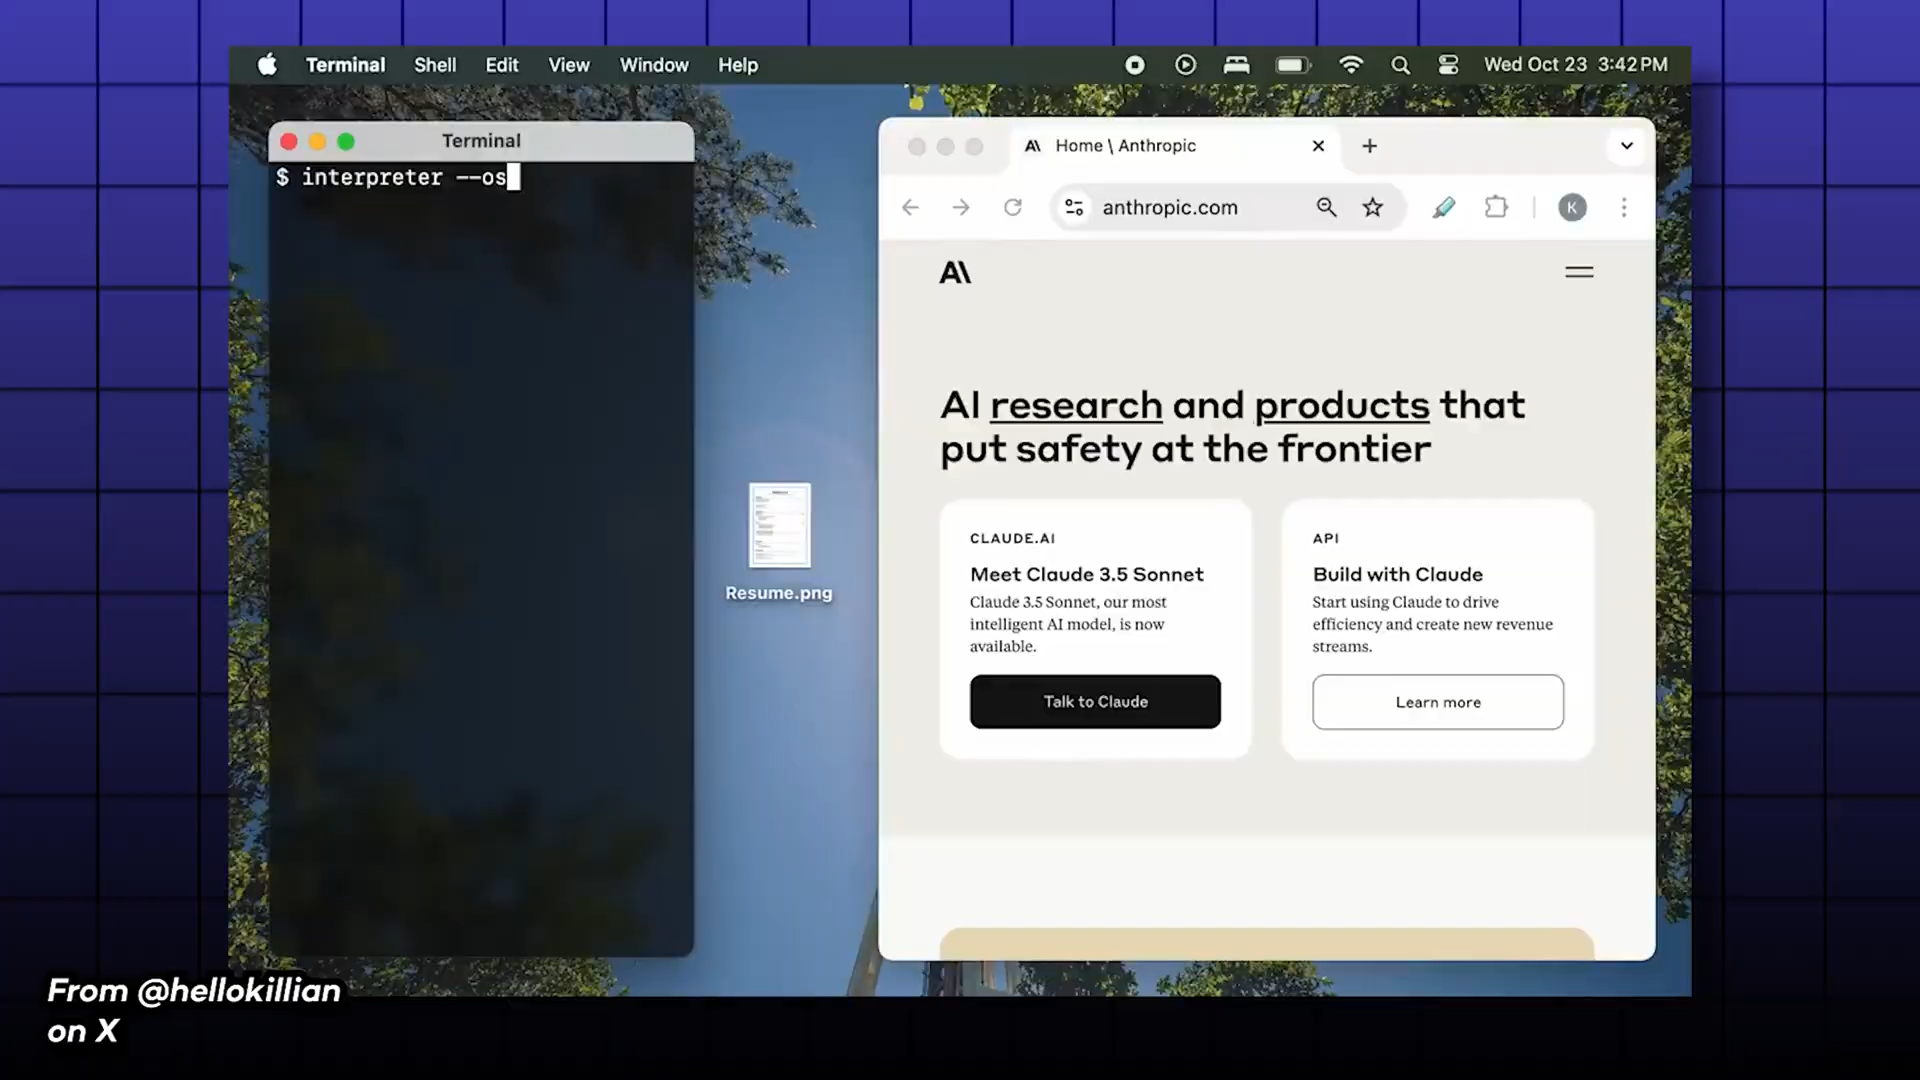 Terminal Shell Edit View Window Help Wed Oct 23 3:42 PM
Terminal
$ interpreter --os
Resume.png
Home \ Anthropic
anthropic.com
K
A\
AI research and products that
put safety at the frontier
CLAUDE.AI
Meet Claude 3.5 Sonnet
Claude 3.5 Sonnet, our most
intelligent AI model, is now
available.
Talk to Claude
API
Build with Claude
Start using Claude to drive
efficiency and create new revenue
streams.
Learn more
From @hellokillian
on X